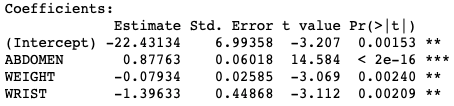 Coefficients:
Estimate Std. Error t value Pr(>|t|)
(Intercept) -22.43134 6.99358 -3.207 0.00153 **
ABDOMEN 0.87763 0.06018 14.584 < 2e-16 ***
WEIGHT -0.07934 0.02585 -3.069 0.00240 **
WRIST -1.39633 0.44868 -3.112 0.00209 **